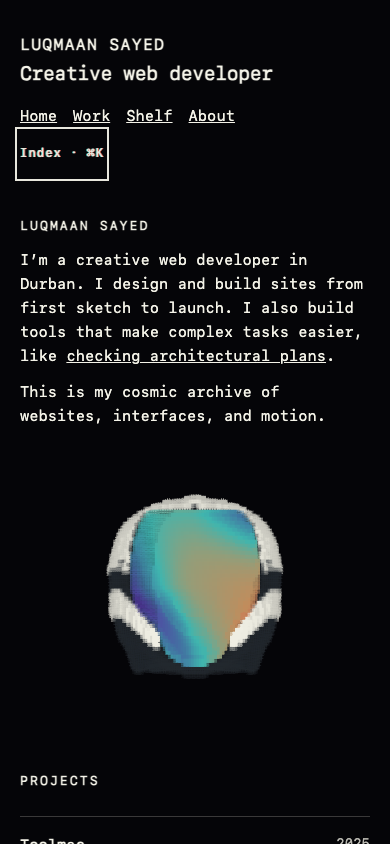 LUQMAAN SAYED
Creative web developer
Home Work Shelf About
Index · ⌘K
LUQMAAN SAYED
I’m a creative web developer in
Durban. I design and build sites from
first sketch to launch. I also build
tools that make complex tasks easier,
like checking architectural plans.
This is my cosmic archive of
websites, interfaces, and motion.
PROJECTS
2025